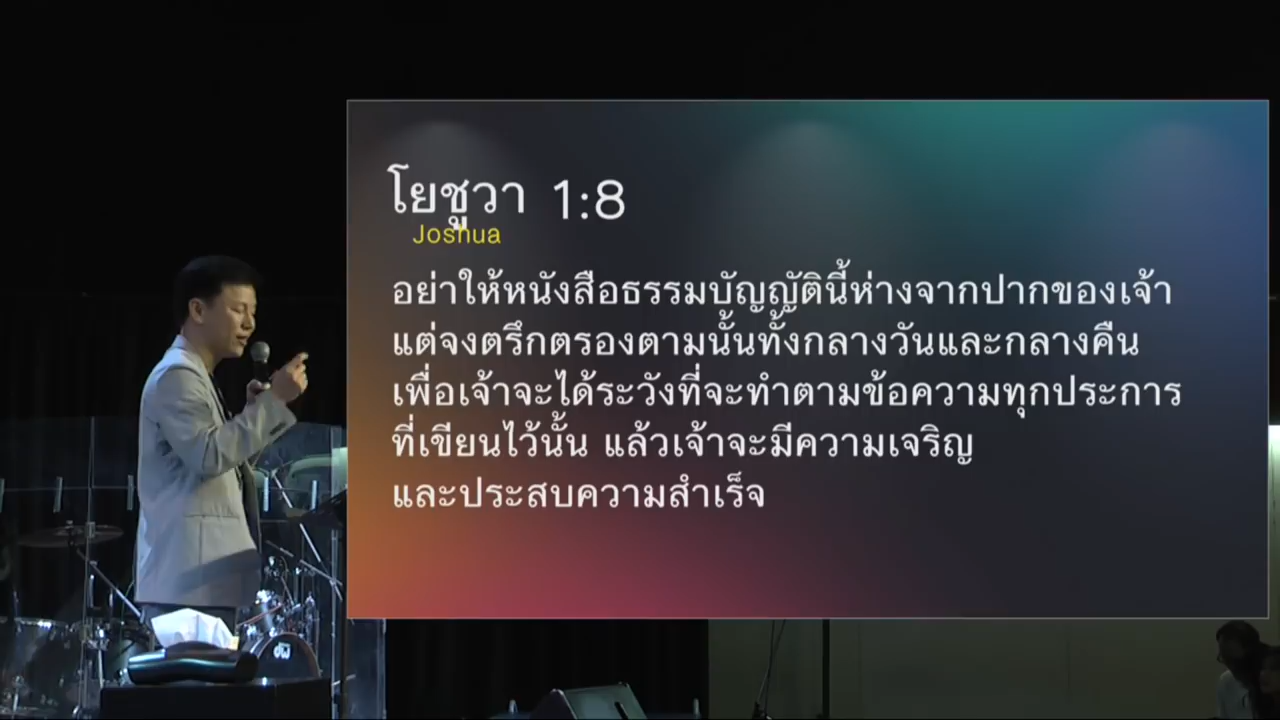 โยชูวา 1:8
Joshua
อย่าให้หนังสือธรรมบัญญัตินี้ห่างจากปากของเจ้า
แต่จงตรึกตรองตามนั้นทั้งกลางวันและกลางคืน
เพื่อเจ้าจะได้ระวังที่จะทำตามข้อความทุกประการ
ที่เขียนไว้นั้น แล้วเจ้าจะมีความเจริญ
และประสบความสำเร็จ
dw